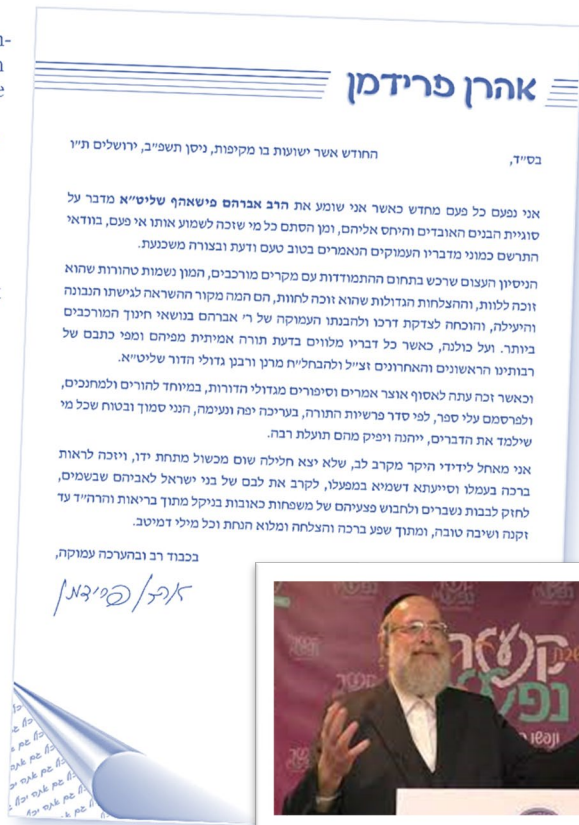 אהרן פרידמן
בס״ד,
החודש אשר ישועות בו מקיפות, ניסן תשפ״ב, ירושלים ת״ו
אני נפעם כל פעם מחדש כאשר אני שומע את הרב אברהם פישאהף שליט״א מדבר על
סוגיית הבנים האובדים והיחס אליהם, ומן הסתם כל מי שזכה לשמוע אותו אי פעם, בוודאי
התרשם כמוני מדבריו העמוקים הנאמרים בטוב טעם ודעת ובצורה משכנעת.
הניסיון העצום שרכש בתחום ההתמודדות עם מקרים מורכבים, המון נשמות טהורות שהוא
זוכה ללוות, וההצלחות הגדולות שהוא זוכה לחוות, הם המה מקור ההשראה לגישתו הנבונה
והיעילה, והוכחה לצדקת דרכו ולהבנתו העמוקה של ר׳ אברהם בנושאי חינוך המורכבים
ביותר. ועל כולנה, כאשר כל דבריו מלווים בדעת תורה אמיתית מפיהם ומפי כתבם של
רבותינו הראשונים והאחרונים זצ״ל ולהבחל״ח מרנן ורבנן גדולי הדור שליט״א.
וכאשר זכה עתה לאסוף אוצר אמרים וסיפורים מגדולי הדורות, במיוחד להורים ולמחנכים,
ולפרסמם עלי ספר, לפי סדר פרשיות התורה, בעריכה יפה ונעימה, הנני סמוך ובטוח שכל מי
שילמד את הדברים, ייהנה ויפיק מהם תועלת רבה.
אני מאחל לידידי היקר מקרב לב, שלא יצא חלילה שום מכשול מתחת ידו, ויזכה לראות
ברכה בעמלו וסייעתא דשמיא במפעלו, לקרב את לבם של בני ישראל לאביהם שבשמים,
לחזק לבבות נשברים ולחבוש פצעיהם של משפחות כאובות בניקל מתוך בריאות והרה״ד עד
זקנה ושיבה טובה, ומתוך שפע ברכה והצלחה ומלוא הנחת וכל מילי דמיטב.
בכבוד רב ובהערכה עמוקה,
אהרן פרידמן